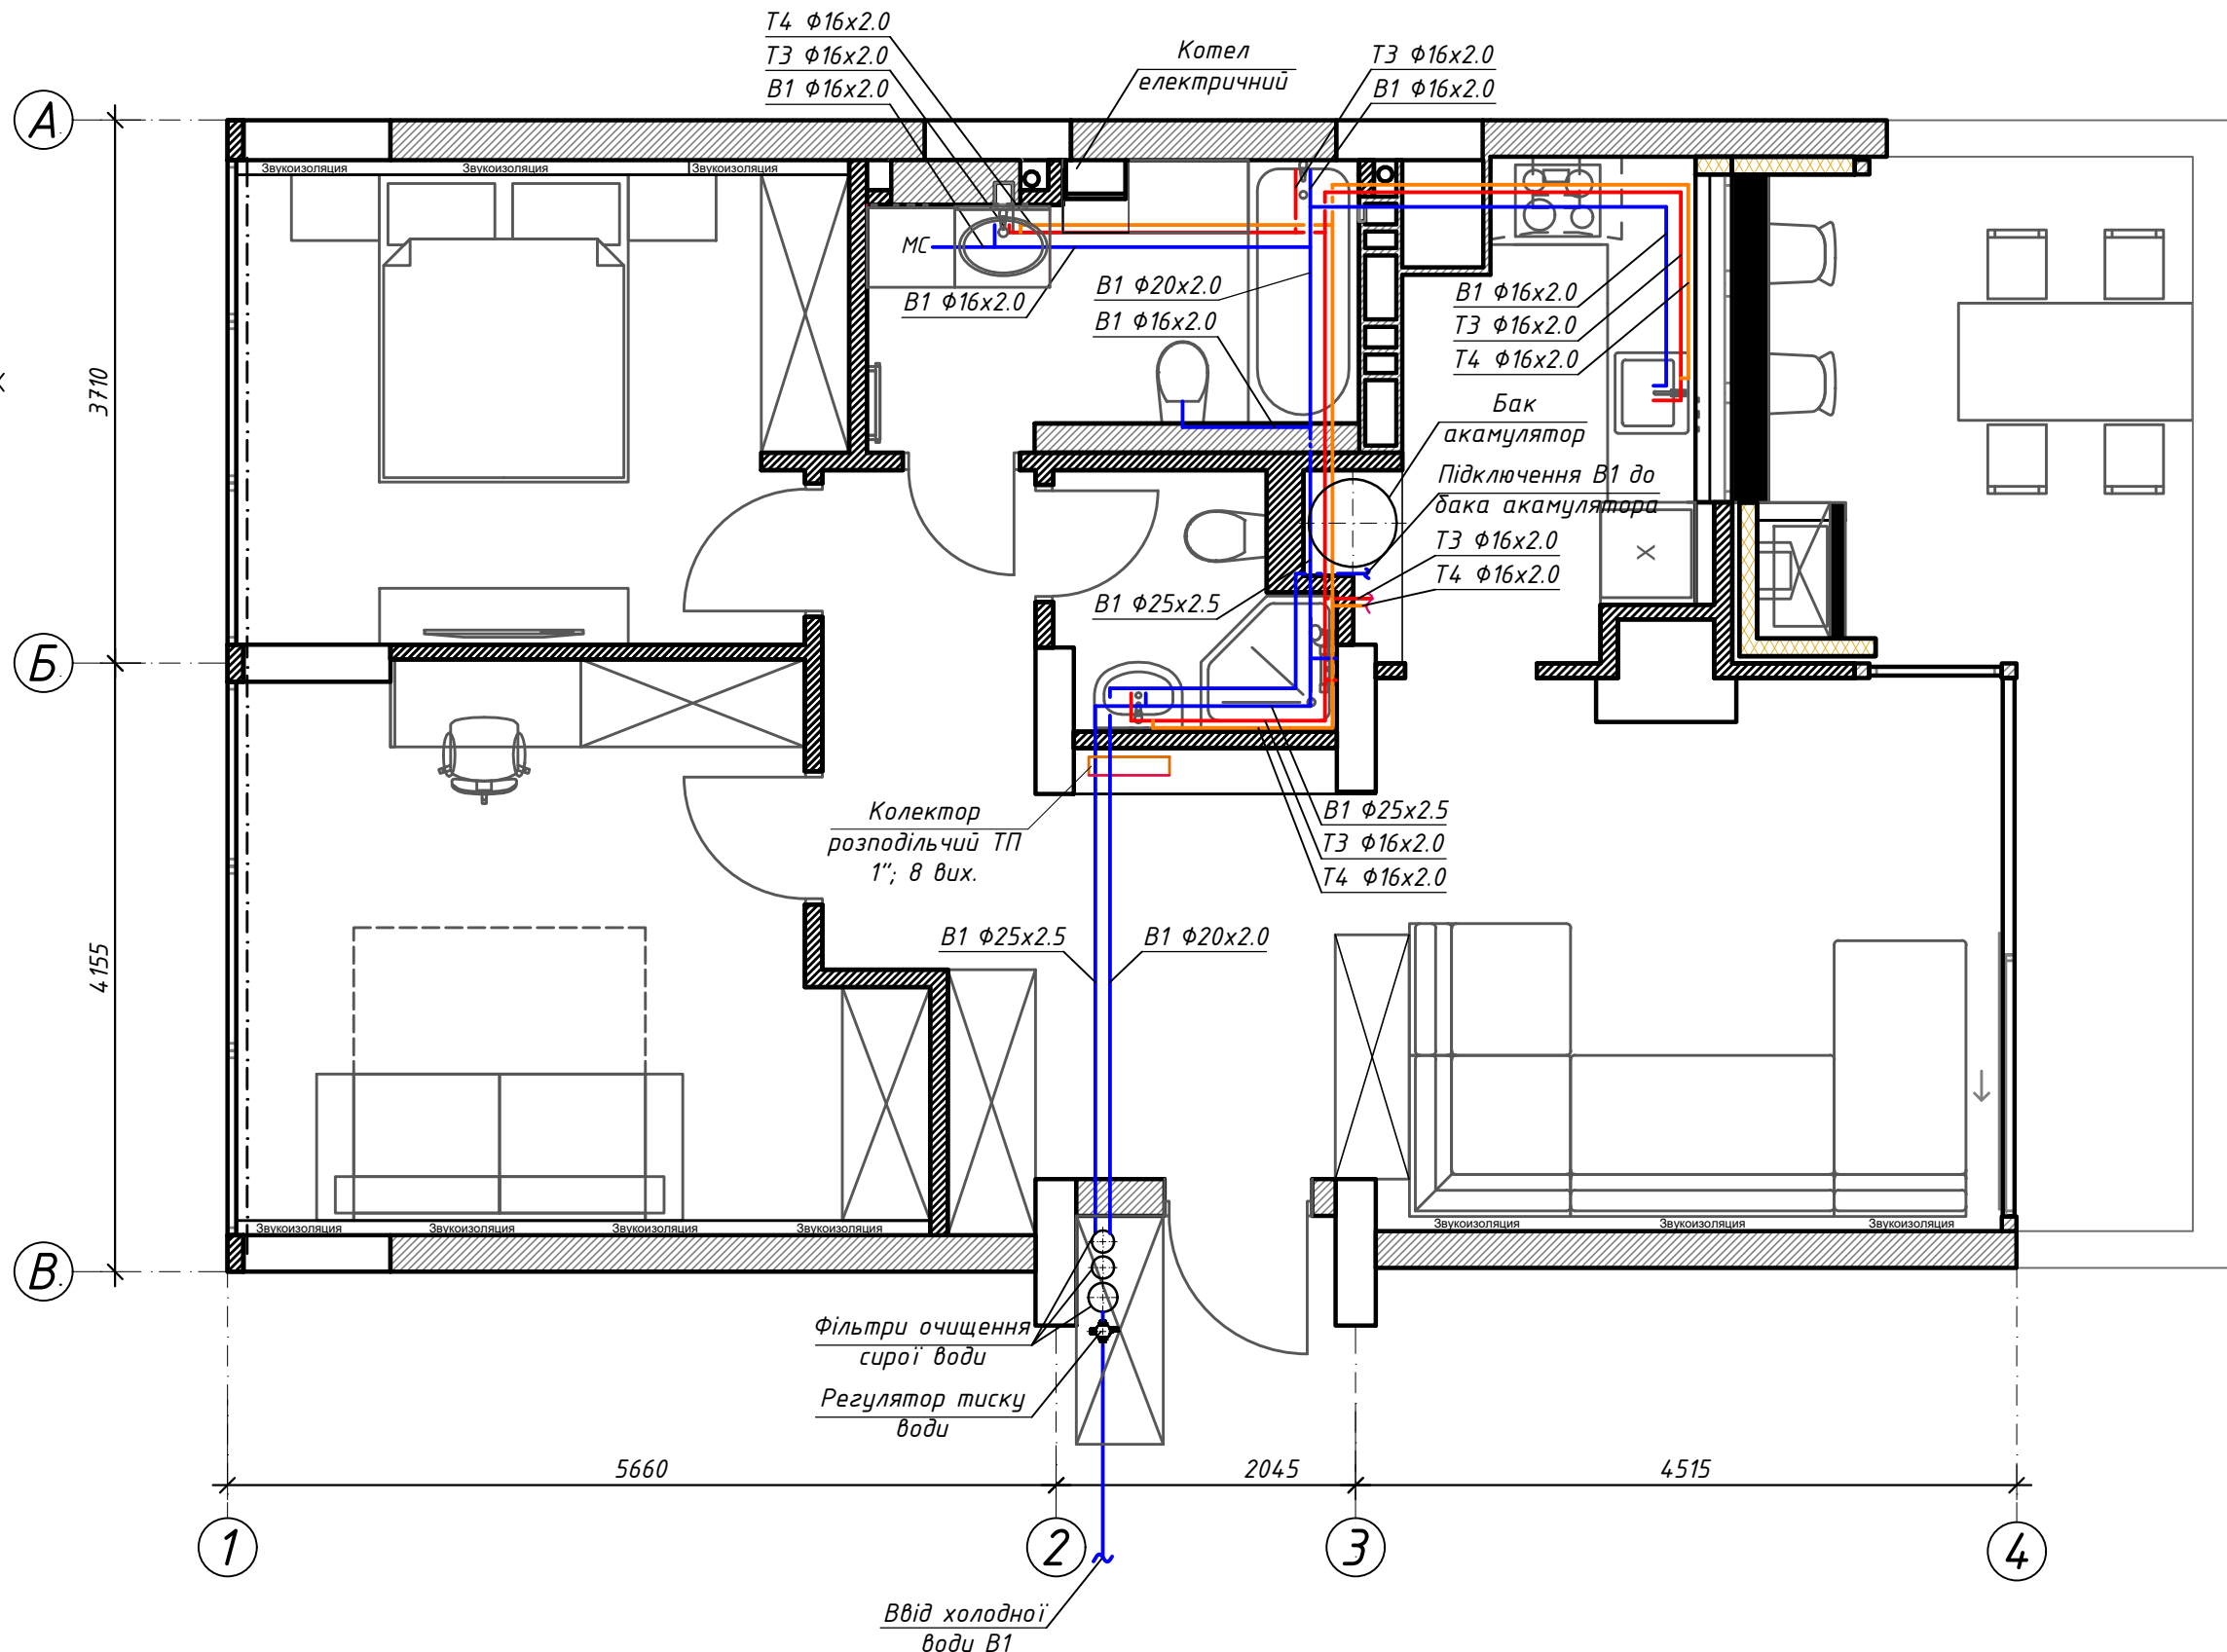 Т4 Ф16х2.0
Т3 Ф16х2.0
В1 Ф16х2.0
Котел
електричний
Т3 Ф16х2.0
В1 Ф16х2.0
А
Звукоизоляция
Звукоизоляция
Звукоизоляция
МС
В1 Ф16х2.0
В1 Ф20х2.0
В1 Ф16х2.0
В1 Ф16х2.0
Т3 Ф16х2.0
Т4 Ф16х2.0
3710
Бак
акамулятор
Підключення В1 до
бака акамулятора
Т3 Ф16х2.0
Т4 Ф16х2.0
Х
В1 Ф25х2.5
Б
Колектор
розподільчий ТП
1"; 8 вих.
В1 Ф25х2.5
Т3 Ф16х2.0
Т4 Ф16х2.0
4155
В1 Ф25х2.5
В1 Ф20х2.0
Звукоизоляция
Звукоизоляция
Звукоизоляция
Звукоизоляция
Звукоизоляция
Звукоизоляция
Звукоизоляция
В
Фільтри очищення
сирої води
Регулятор тиску
води
5660
2045
4515
1
2
3
4
Ввід холодної
води В1